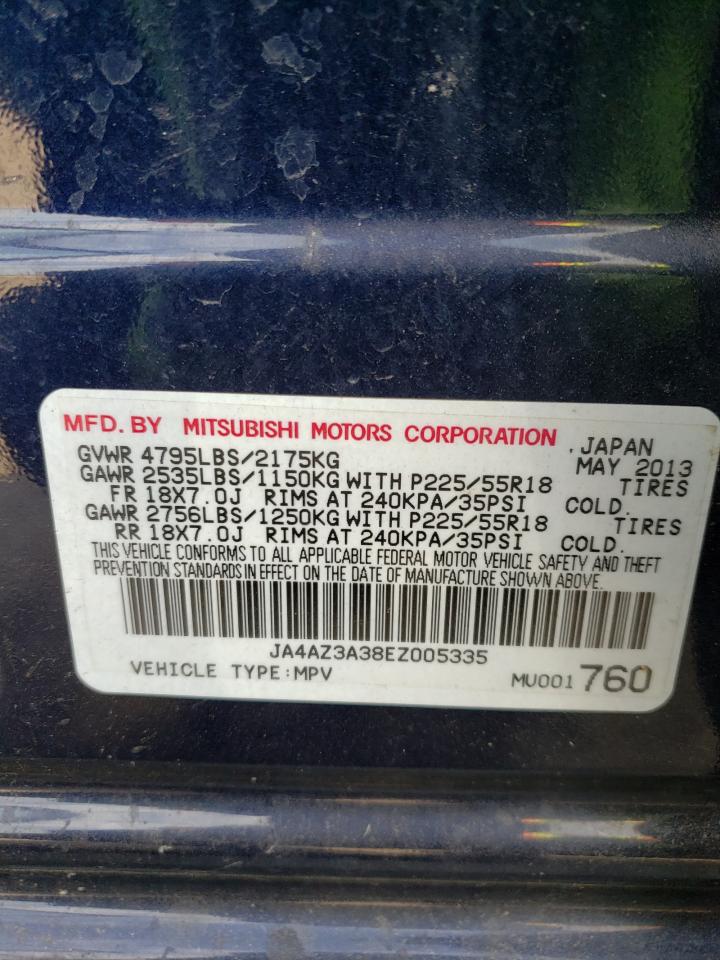 MFD. BY MITSUBISHI MOTORS CORPORATION . JAPAN
GVWR 4795LBS/2175KG MAY 2013
GAWR 2535LBS/1150KG WITH P225/55R18 TIRES
FR 18X7.0J RIMS AT 240KPA/35PSI COLD.
GAWR 2756LBS/1250KG WITH P225/55R18 TIRES
RR 18X7.0J RIMS AT 240KPA/35PSI COLD.
THIS VEHICLE CONFORMS TO ALL APPLICABLE FEDERAL MOTOR VEHICLE SAFETY AND THEFT
PREVENTION STANDARDS IN EFFECT ON THE DATE OF MANUFACTURE SHOWN ABOVE.
JA4AZ3A38EZ005335
VEHICLE TYPE:MPV MU001760